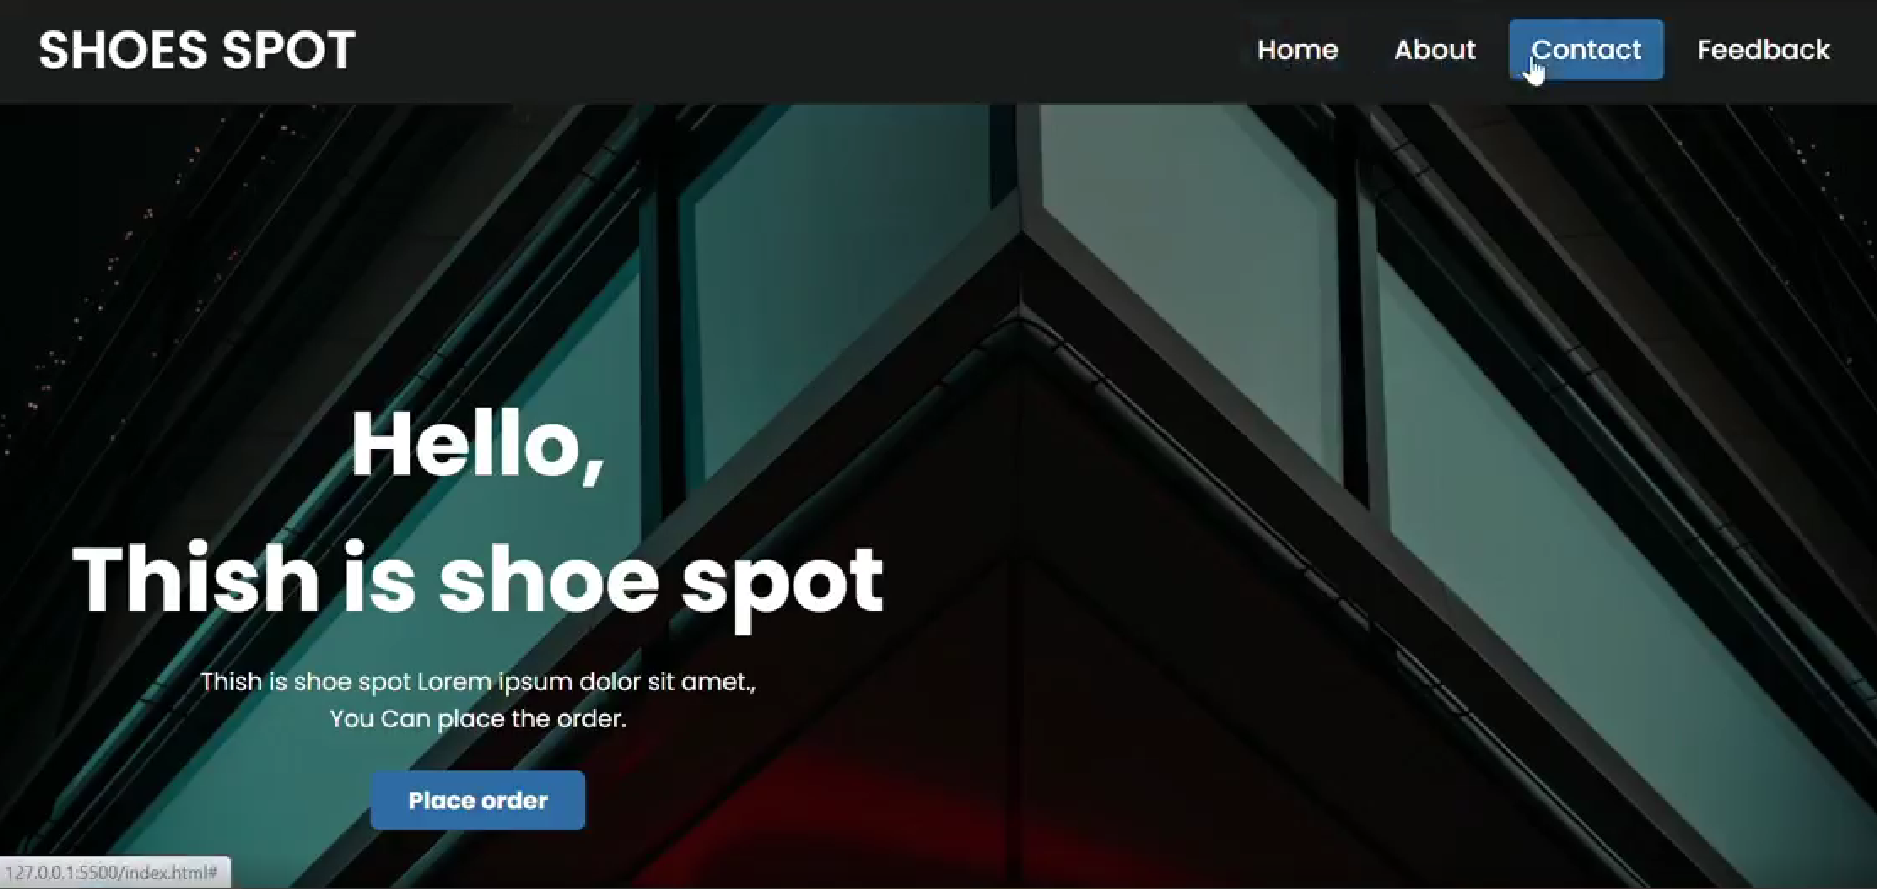 SHOES SPOT
Home About Contact Feedback
Hello,
Thish is shoe spot
Thish is shoe spot Lorem ipsum dolor sit amet.,
You Can place the order.
Place order
127.0.0.1:5500/index.html#